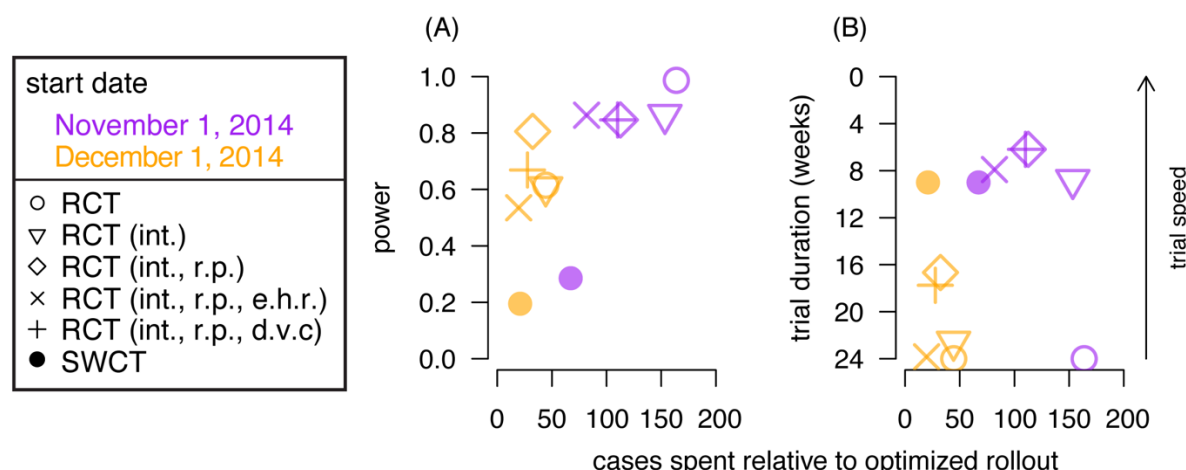 start date
November 1, 2014
December 1, 2014
RCT
RCT (int.)
RCT (int., r.p.)
RCT (int., r.p., e.h.r.)
RCT (int., r.p., d.v.c)
SWCT
(A)
power
1.0
0.8
0.6
0.4
0.2
0.0
0 50 100 150 200
(B)
trial duration (weeks)
0
4
8
12
16
20
24
0 50 100 150 200
trial speed
cases spent relative to optimized rollout